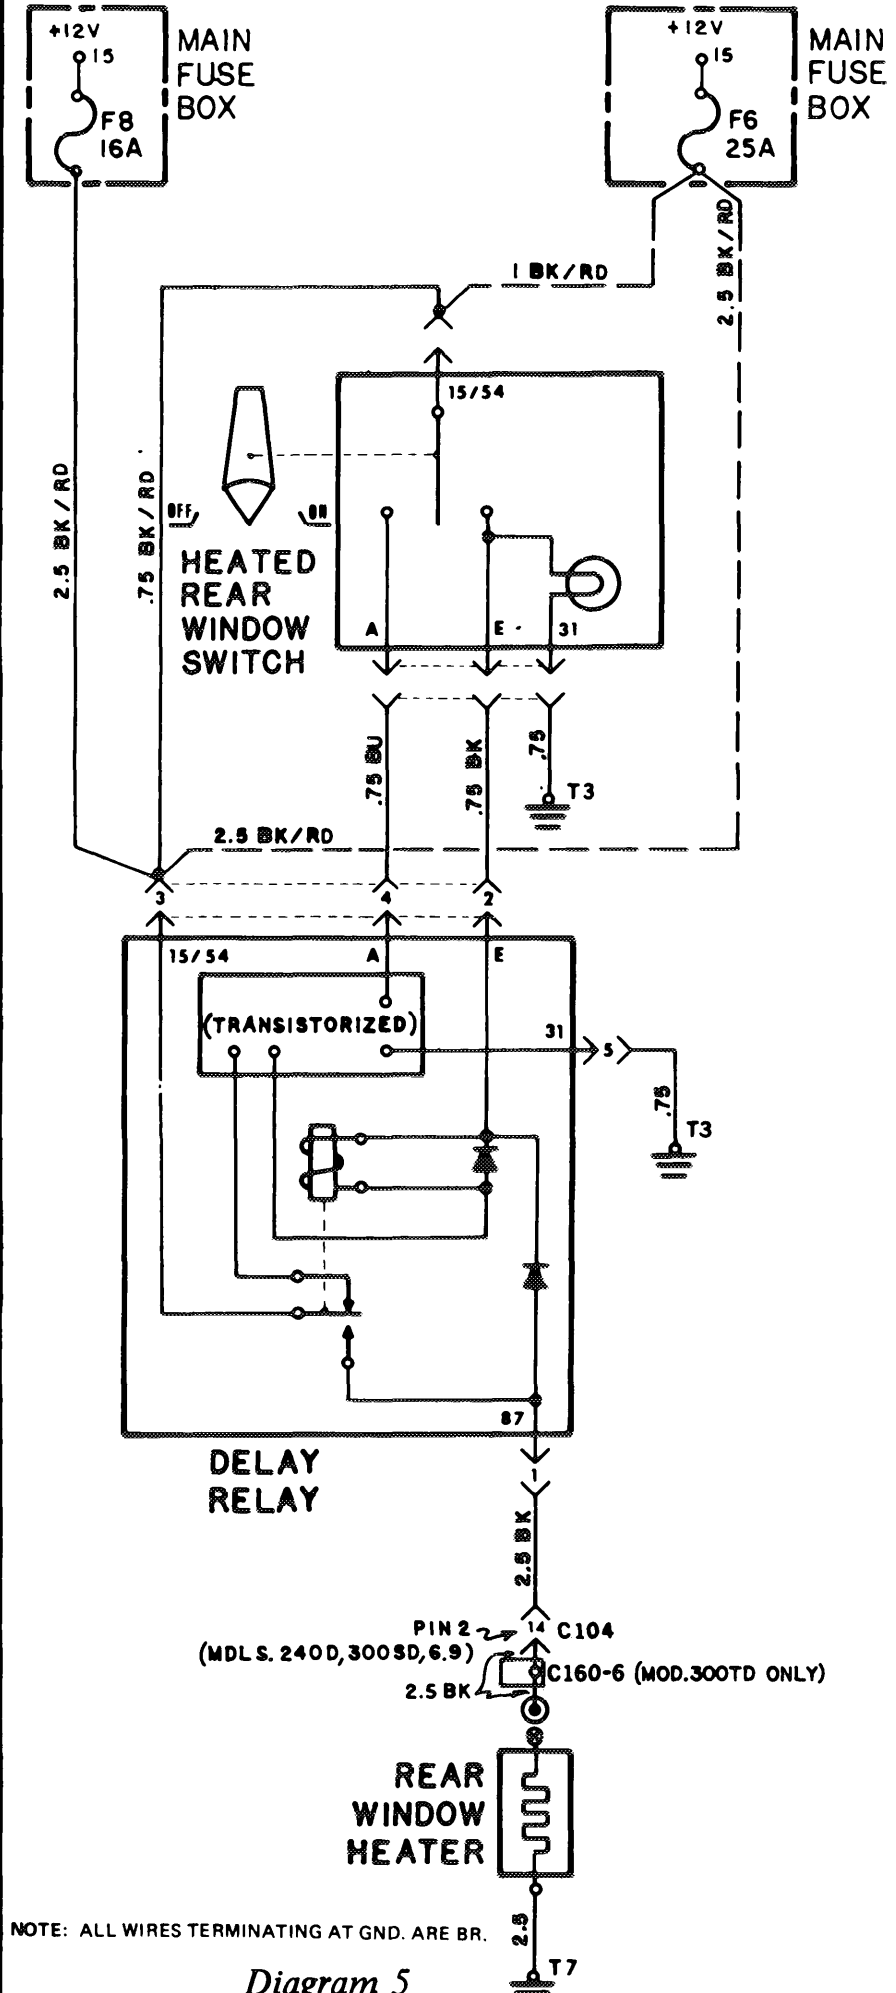 +12V
15
F8
16A
MAIN
FUSE
BOX
+12V
15
F6
25A
MAIN
FUSE
BOX
1 BK/RD
2.5 BK/RD
15/54
2.5 BK/RD
.75 BK/RD
OFF
ON
HEATED
REAR
WINDOW
SWITCH
A
E
31
.75 BU
.75 BK
.75
T3
2.5 BK/RD
3
4
2
15/54
A
E
(TRANSISTORIZED)
31
5
.75
T3
87
DELAY
RELAY
1
2.5 BK
PIN 2
14
C104
(MDLS. 240D, 300SD, 6.9)
C160-6 (MOD.300TD ONLY)
2.5 BK
REAR
WINDOW
HEATER
2.5
NOTE: ALL WIRES TERMINATING AT GND. ARE BR.
T7
Diagram 5